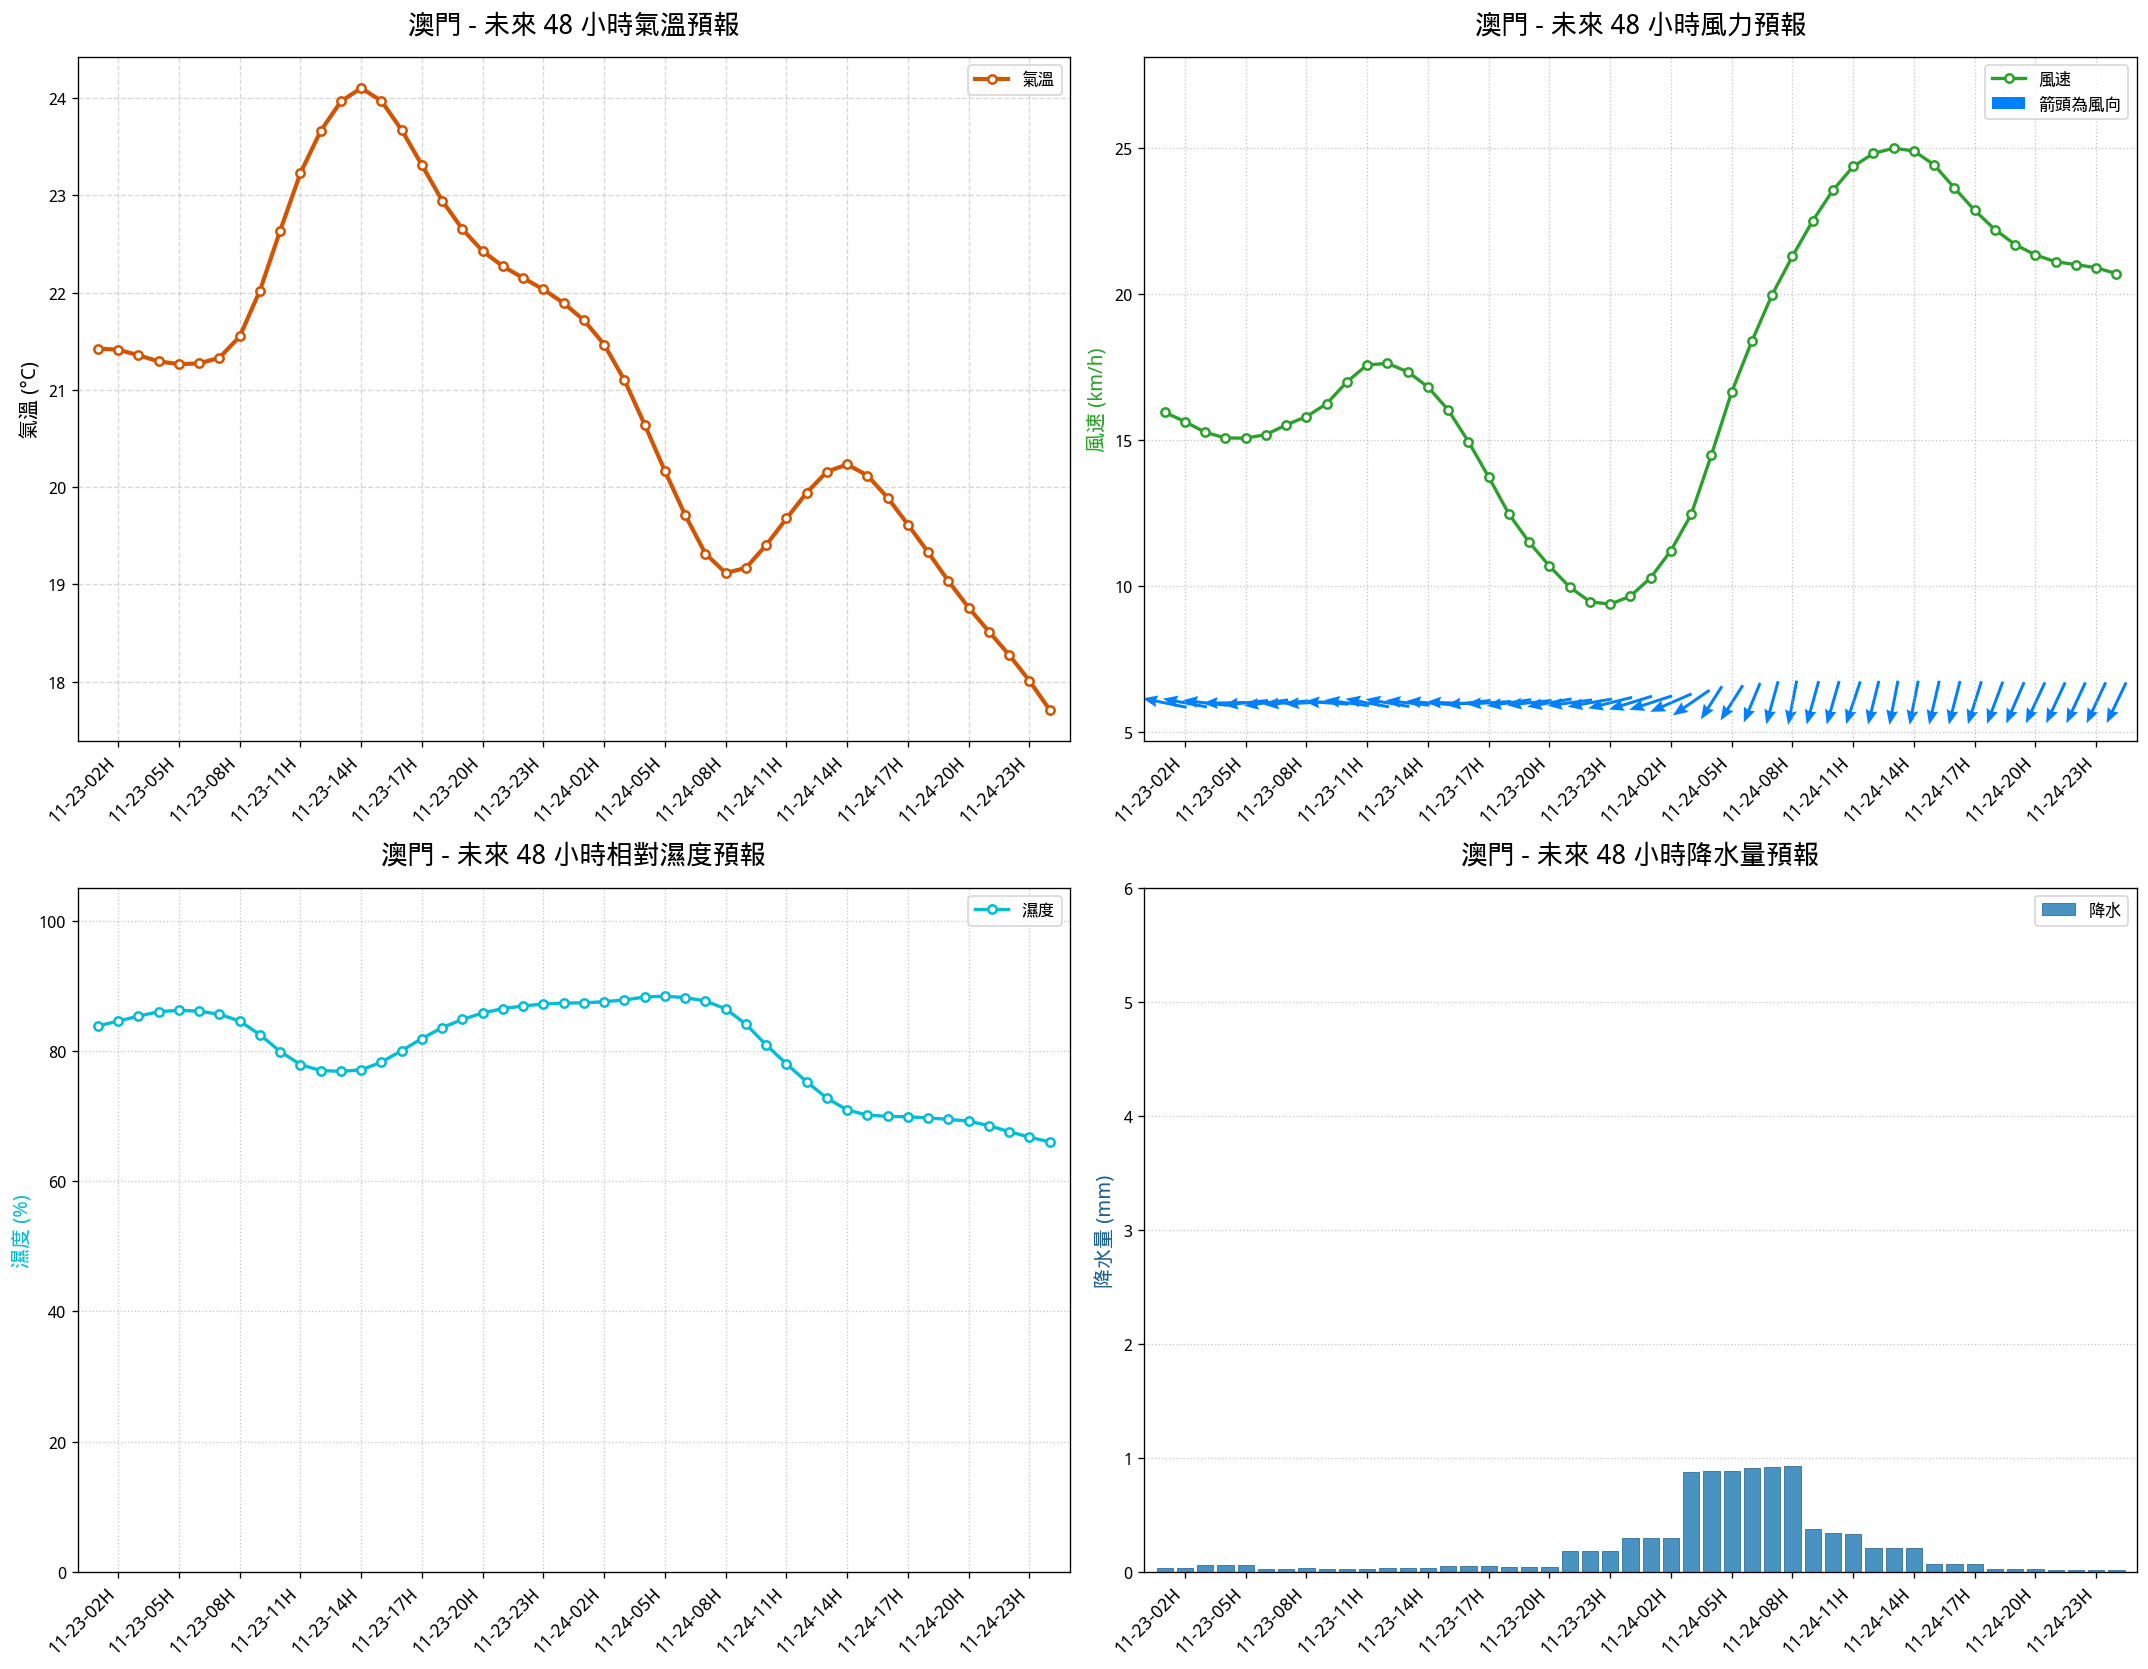 澳門 - 未來 48 小時氣溫預報
氣溫
氣溫 (°C)
24
23
22
21
20
19
18
11-23-02H
11-23-05H
11-23-08H
11-23-11H
11-23-14H
11-23-17H
11-23-20H
11-23-23H
11-24-02H
11-24-05H
11-24-08H
11-24-11H
11-24-14H
11-24-17H
11-24-20H
11-24-23H
澳門 - 未來 48 小時風力預報
風速
箭頭為風向
風速 (km/h)
25
20
15
10
5
11-23-02H
11-23-05H
11-23-08H
11-23-11H
11-23-14H
11-23-17H
11-23-20H
11-23-23H
11-24-02H
11-24-05H
11-24-08H
11-24-11H
11-24-14H
11-24-17H
11-24-20H
11-24-23H
澳門 - 未來 48 小時相對濕度預報
濕度
濕度 (%)
100
80
60
40
20
0
11-23-02H
11-23-05H
11-23-08H
11-23-11H
11-23-14H
11-23-17H
11-23-20H
11-23-23H
11-24-02H
11-24-05H
11-24-08H
11-24-11H
11-24-14H
11-24-17H
11-24-20H
11-24-23H
澳門 - 未來 48 小時降水量預報
降水
降水量 (mm)
6
5
4
3
2
1
0
11-23-02H
11-23-05H
11-23-08H
11-23-11H
11-23-14H
11-23-17H
11-23-20H
11-23-23H
11-24-02H
11-24-05H
11-24-08H
11-24-11H
11-24-14H
11-24-17H
11-24-20H
11-24-23H